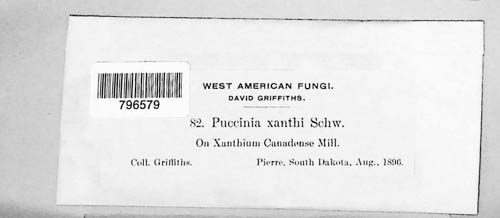 796579
WEST AMERICAN FUNGI.
DAVID GRIFFITHS.
82. Puccinia xanthi Schw.
On Xanthium Canadense Mill.
Coll. Griffiths. Pierre, South Dakota, Aug., 1896.